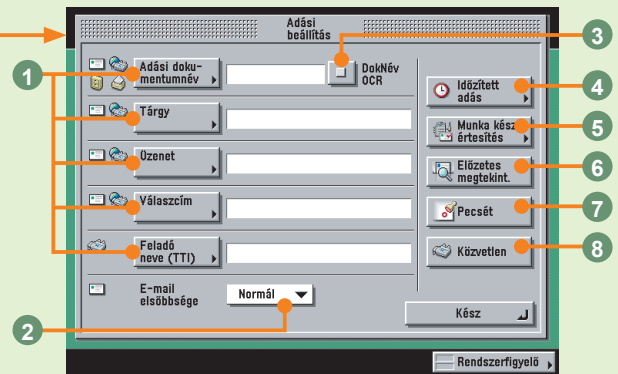 Adási
beállítás
1
Adási doku-
mentumnév
DokNév
OCR
3
Időzített
adás
4
Tárgy
Munka kész
értesítés
5
Üzenet
Előzetes
megtekint.
6
Válaszcím
Pecsét
7
Feladó
neve (TTI)
Közvetlen
8
E-mail
elsőbbsége
Normál
2
Kész
Rendszerfigyelő